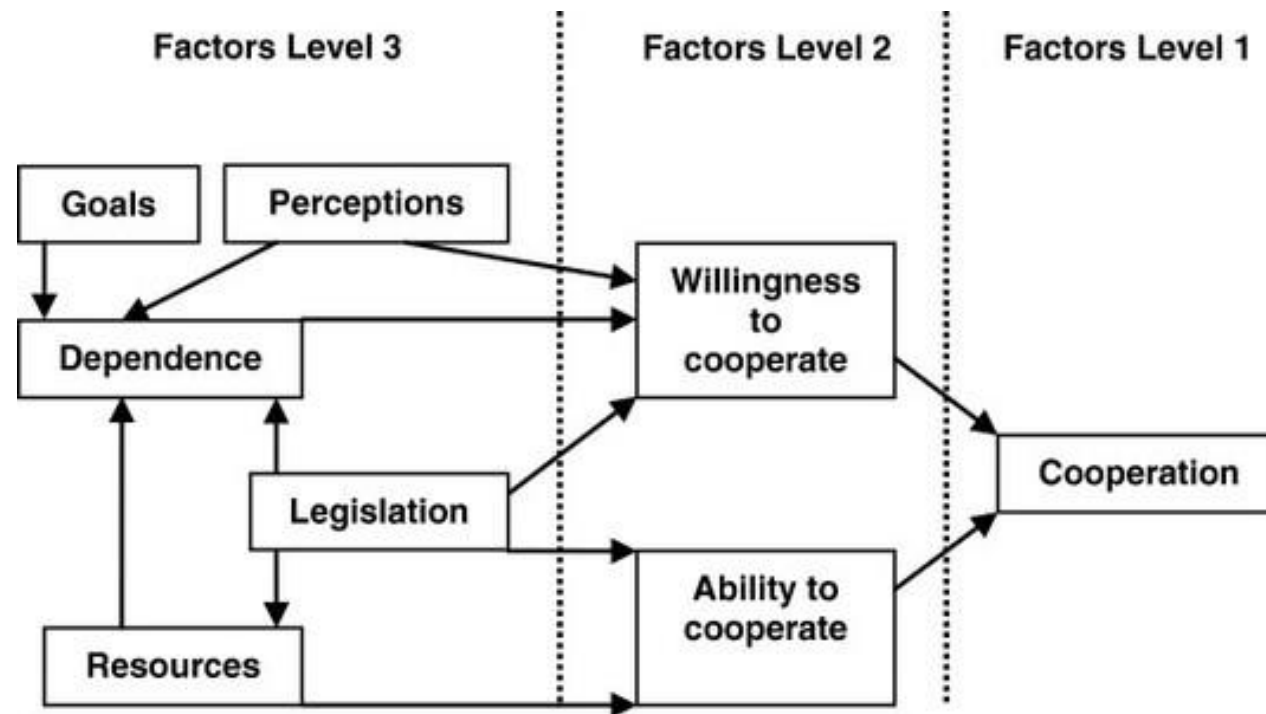 Factors Level 3
Factors Level 2
Factors Level 1
Goals
Perceptions
Willingness
to
cooperate
Dependence
Cooperation
Legislation
Ability to
cooperate
Resources